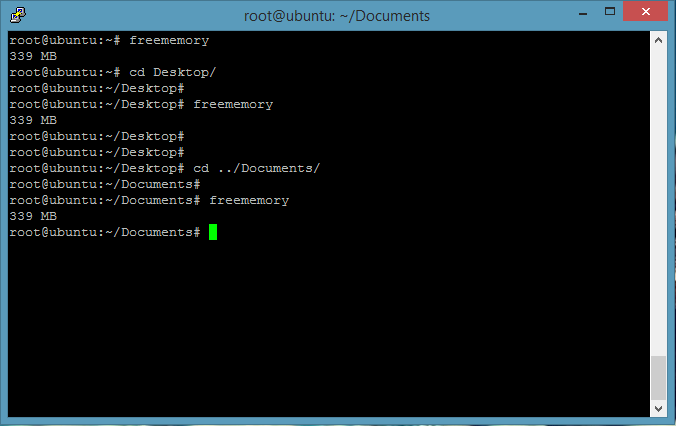 root@ubuntu: ~/Documents
root@ubuntu:~# freememory
339 MB
root@ubuntu:~# cd Desktop/
root@ubuntu:~/Desktop#
root@ubuntu:~/Desktop# freememory
339 MB
root@ubuntu:~/Desktop#
root@ubuntu:~/Desktop#
root@ubuntu:~/Desktop# cd ../Documents/
root@ubuntu:~/Documents#
root@ubuntu:~/Documents# freememory
339 MB
root@ubuntu:~/Documents#